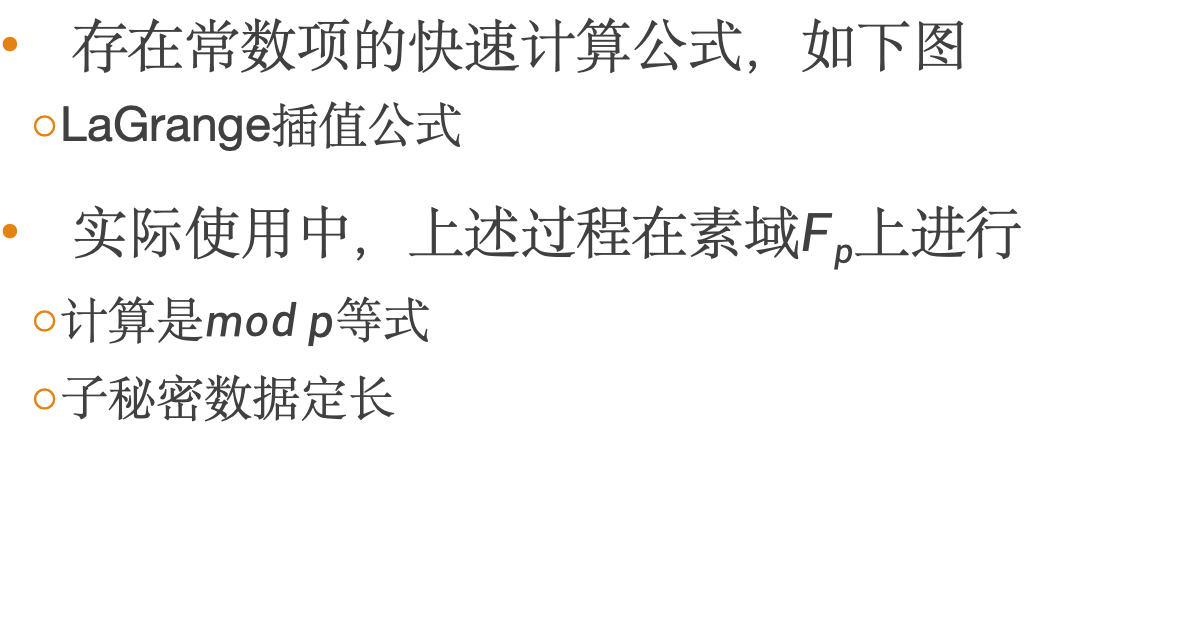 • 存在常数项的快速计算公式，如下图
○LaGrange插值公式
• 实际使用中，上述过程在素域Fp上进行
○计算是mod p等式
○子秘密数据定长